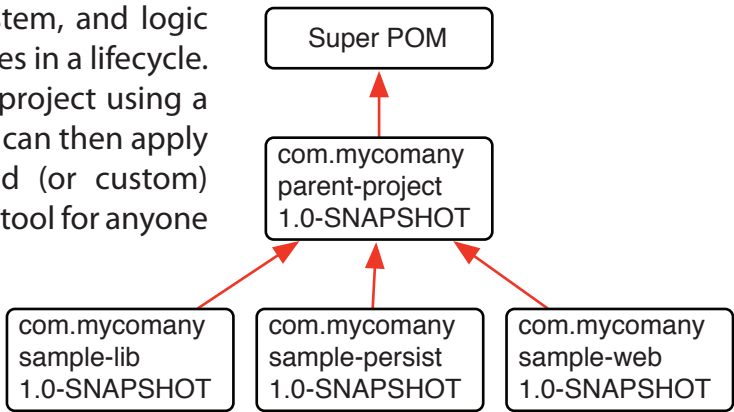 stem, and logic
es in a lifecycle.
project using a
can then apply
d (or custom)
tool for anyone
Super POM
com.mycomany
parent-project
1.0-SNAPSHOT
com.mycomany
sample-lib
1.0-SNAPSHOT
com.mycomany
sample-persist
1.0-SNAPSHOT
com.mycomany
sample-web
1.0-SNAPSHOT